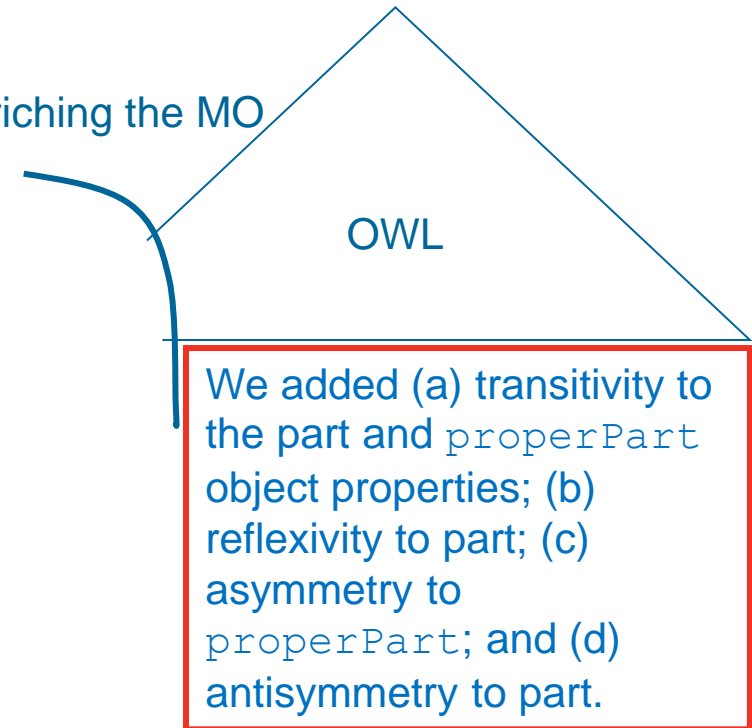 riching the MO
OWL
We added (a) transitivity to
the part and properPart
object properties; (b)
reflexivity to part; (c)
asymmetry to
properPart; and (d)
antisymmetry to part.